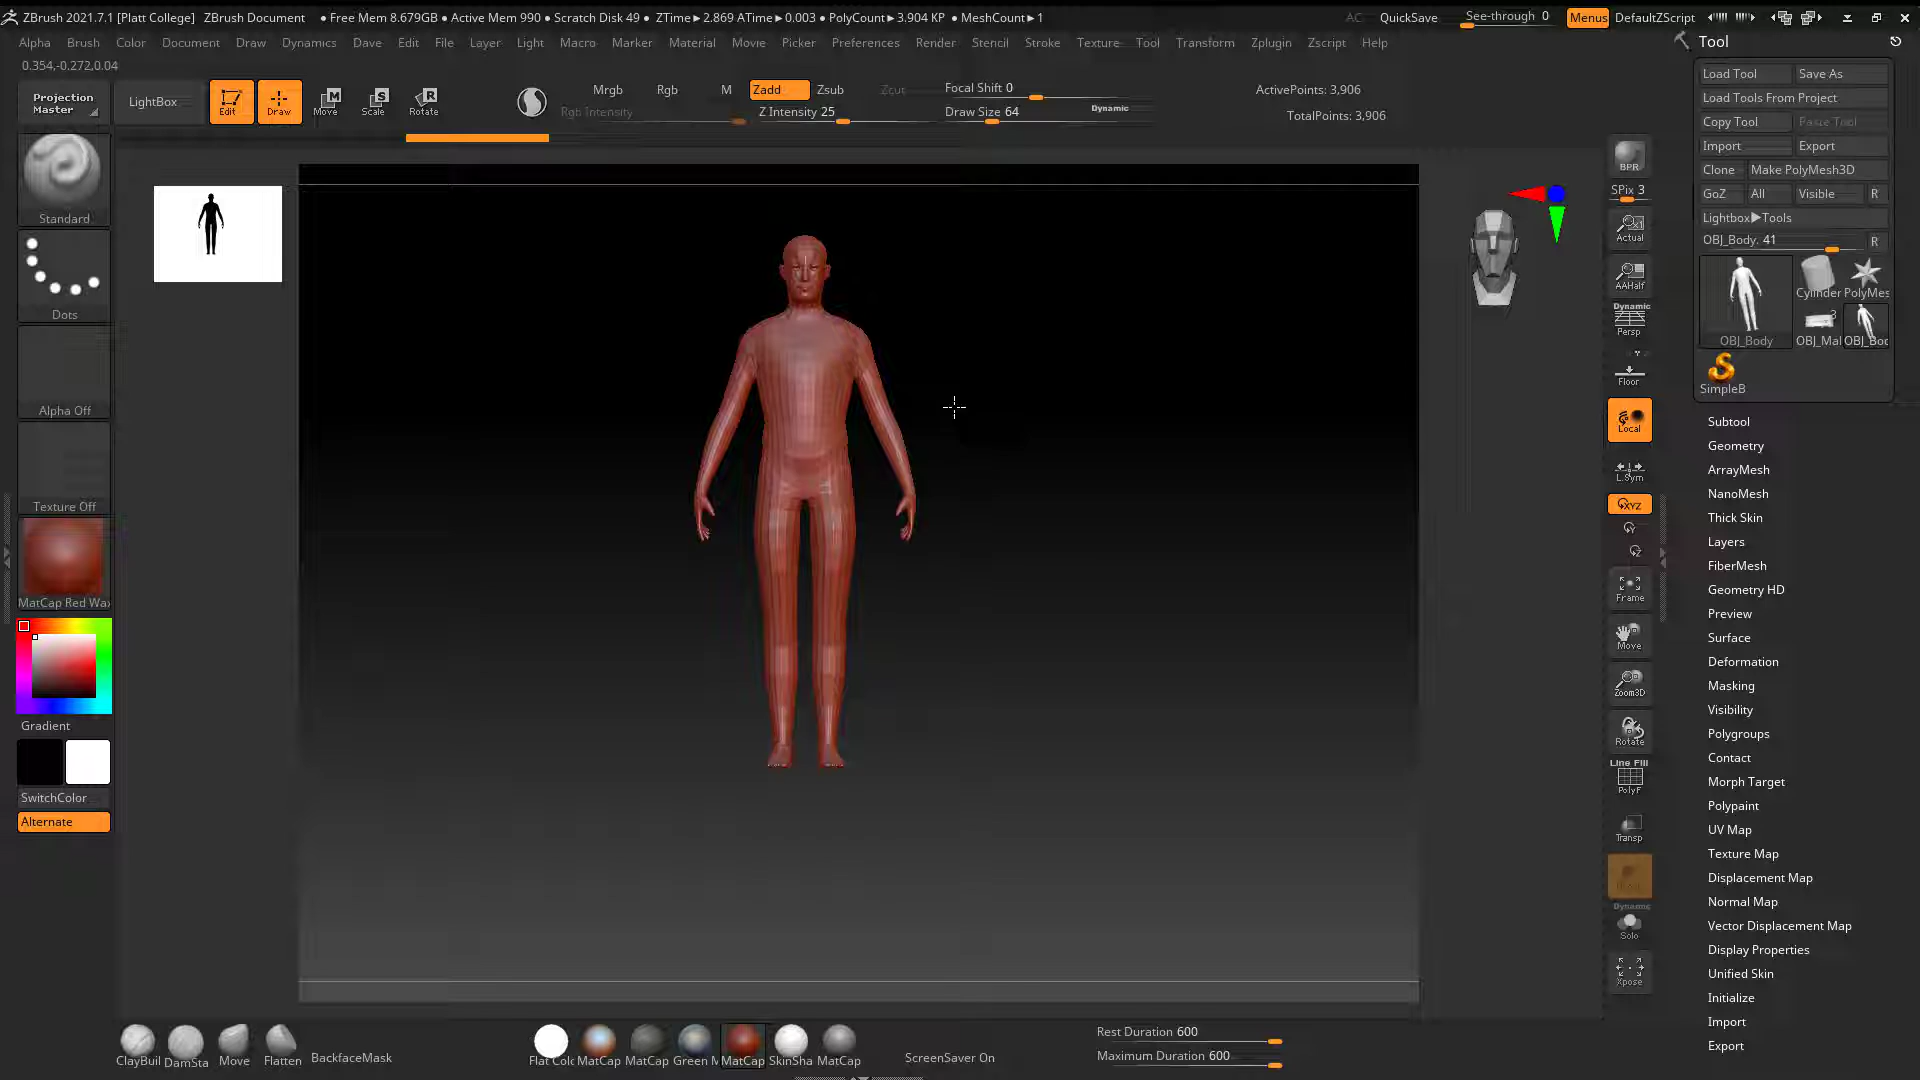 ZBrush 2021.7.1 [Platt College] ZBrush Document ● Free Mem 8.679GB ● Active Mem 990 ● Scratch Disk 49 ● ZTime►2.869 ATime►0.003 ● PolyCount►3.904 KP ● MeshCount►1 AC QuickSave See-through 0 Menus DefaultZScript
Alpha Brush Color Document Draw Dynamics Dave Edit File Layer Light Macro Marker Material Movie Picker Preferences Render Stencil Stroke Texture Tool Transform Zplugin Zscript Help
0.354,-0.272,0.04
Projection Master
LightBox
Edit
Draw
M
Move
S
Scale
R
Rotate
Mrgb Rgb M Zadd Zsub Zcut
Rgb Intensity Z Intensity 25
Focal Shift 0
Draw Size 64 Dynamic
ActivePoints: 3,906
TotalPoints: 3,906
Standard
Dots
Alpha Off
Texture Off
MatCap Red Wax
Gradient
SwitchColor
Alternate
BPR
SPix 3
Actual
AAHalf
Dynamic
Persp
Floor
Local
L.Sym
XYZ
Y
Z
Frame
Move
Zoom3D
Rotate
Line Fill
PolyF
Transp
Dynamic
Solo
Xpose
Tool
Load Tool Save As
Load Tools From Project
Copy Tool Paste Tool
Import Export
Clone Make PolyMesh3D
GoZ All Visible R
Lightbox►Tools
OBJ_Body. 41 R
Cylinder PolyMes
3
OBJ_Body OBJ_Mal OBJ_Bod
SimpleB
Subtool
Geometry
ArrayMesh
NanoMesh
Thick Skin
Layers
FiberMesh
Geometry HD
Preview
Surface
Deformation
Masking
Visibility
Polygroups
Contact
Morph Target
Polypaint
UV Map
Texture Map
Displacement Map
Normal Map
Vector Displacement Map
Display Properties
Unified Skin
Initialize
Import
Export
ClayBuil DamSta Move Flatten BackfaceMask
Flat Colo MatCap MatCap Green M MatCap SkinSha MatCap
ScreenSaver On
Rest Duration 600
Maximum Duration 600